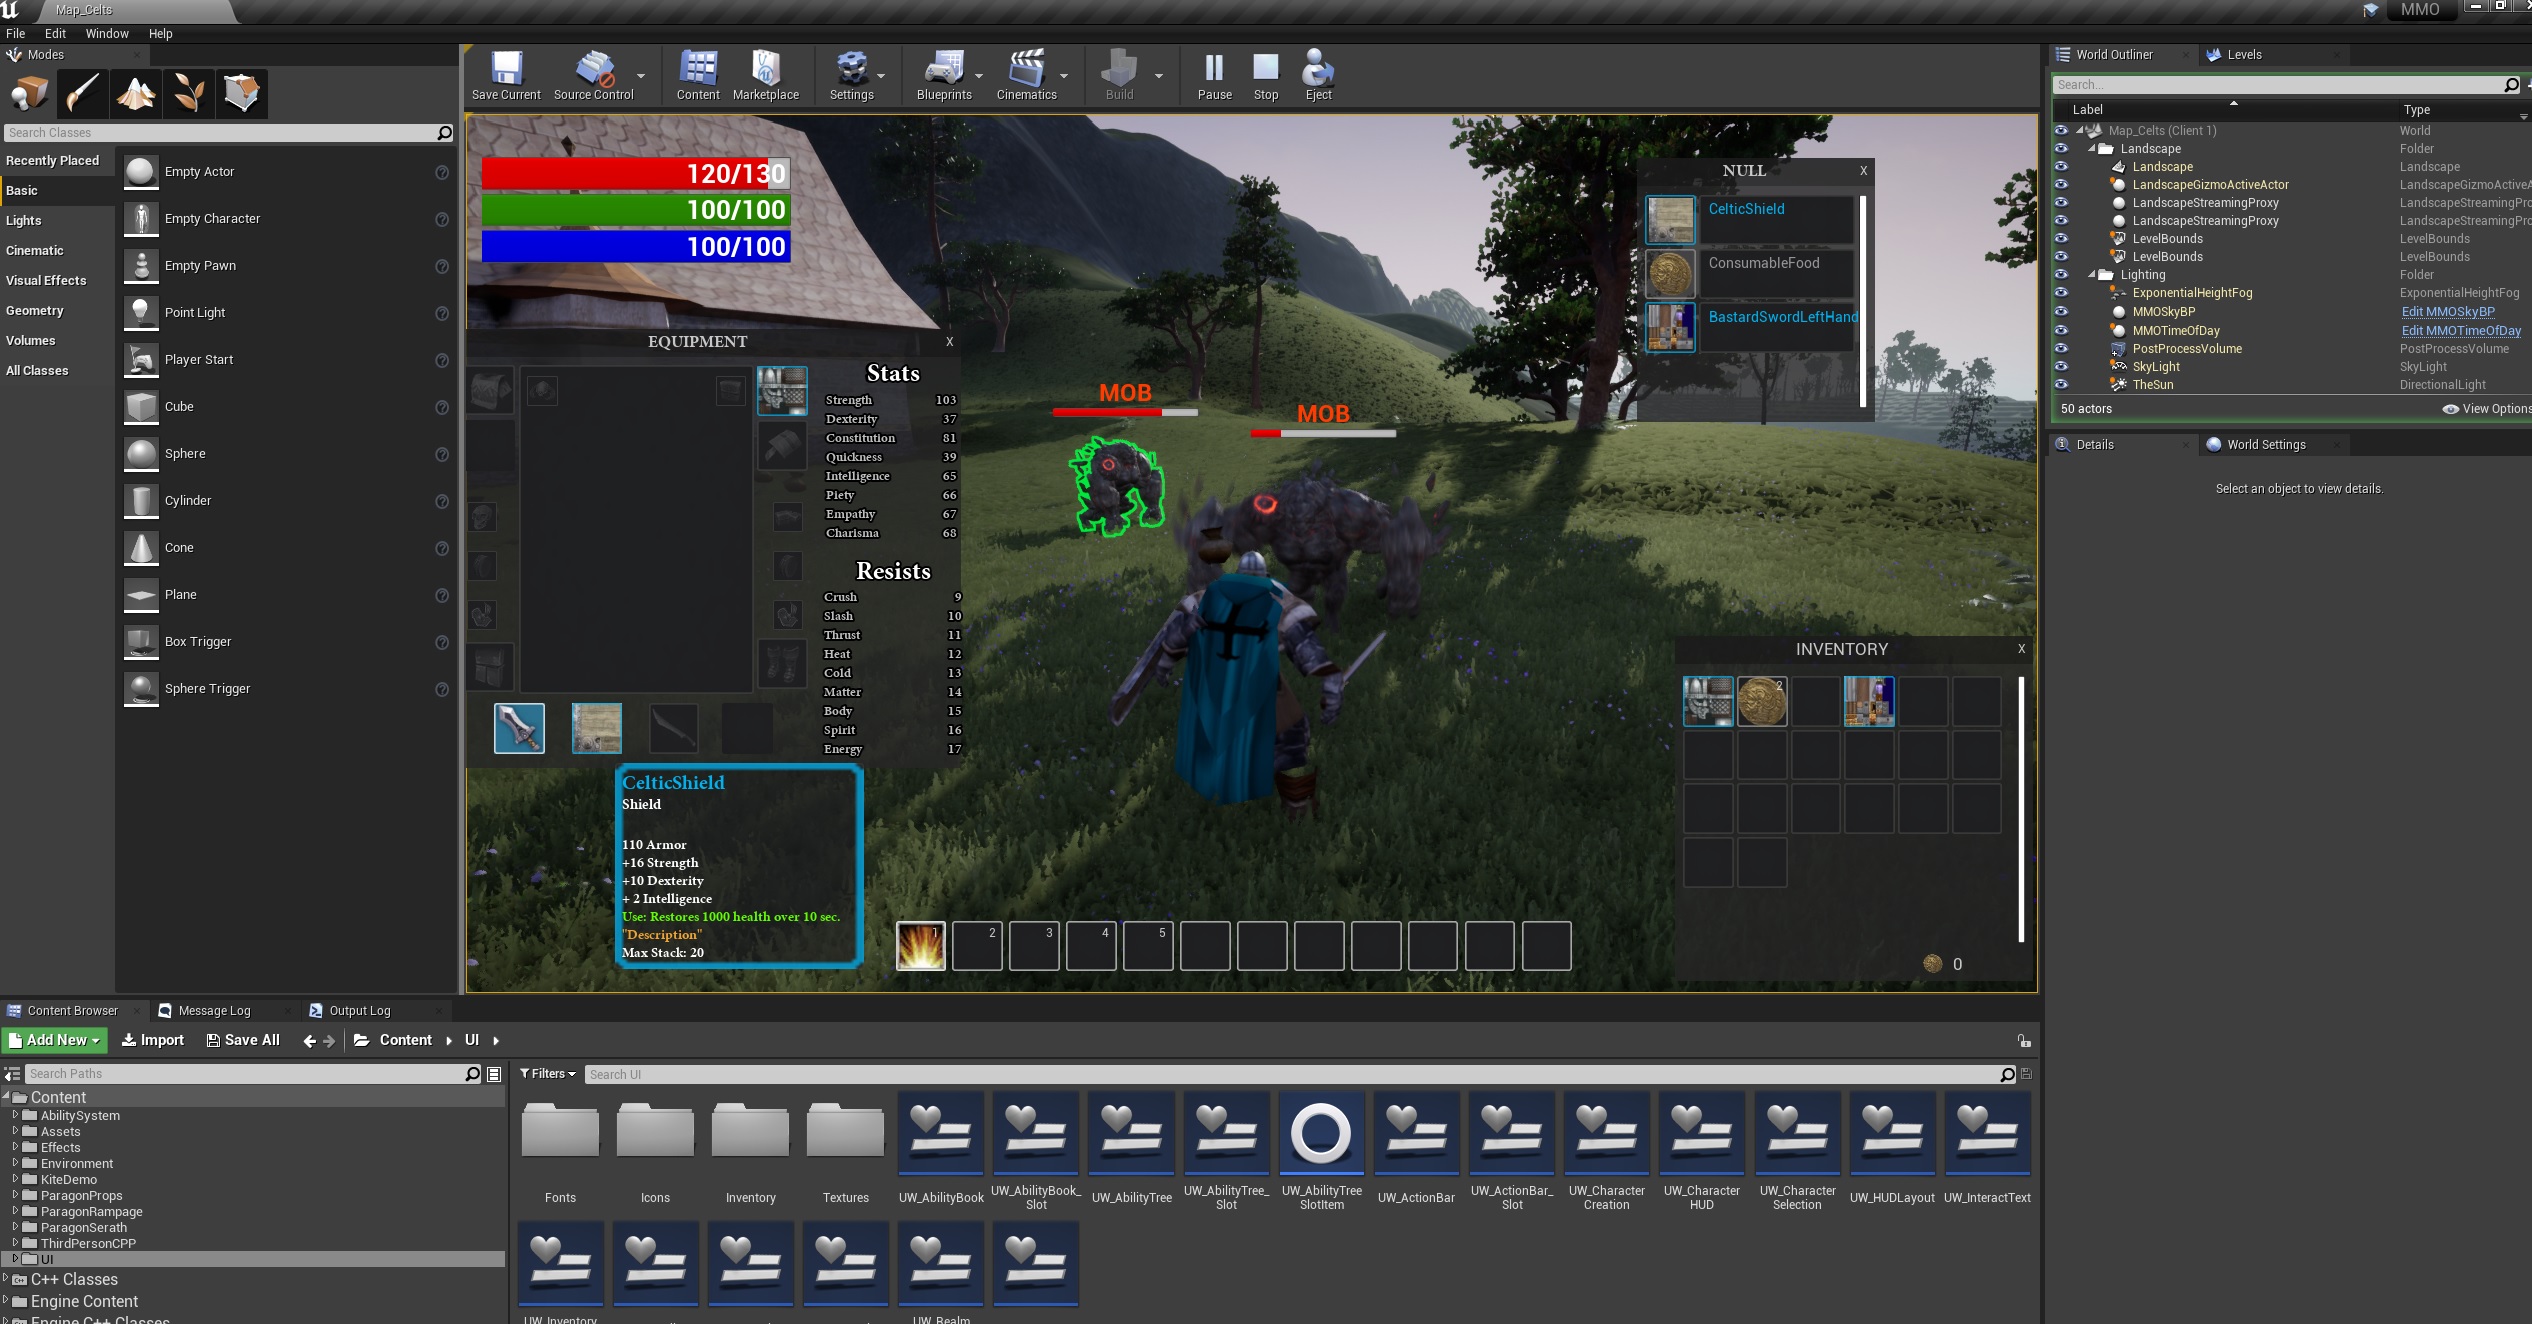 Map_Celts
MMO
File Edit Window Help
Modes
Search Classes
Recently Placed
Basic
Lights
Cinematic
Visual Effects
Geometry
Volumes
All Classes
Empty Actor
Empty Character
Empty Pawn
Point Light
Player Start
Cube
Sphere
Cylinder
Cone
Plane
Box Trigger
Sphere Trigger
Save Current Source Control Content Marketplace Settings Blueprints Cinematics Build Pause Stop Eject
120/130
100/100
100/100
EQUIPMENT X
Stats
Strength 103
Dexterity 37
Constitution 81
Quickness 39
Intelligence 65
Piety 66
Empathy 67
Charisma 68
Resists
Crush 9
Slash 10
Thrust 11
Heat 12
Cold 13
Matter 14
Body 15
Spirit 16
Energy 17
CelticShield
Shield
110 Armor
+16 Strength
+10 Dexterity
+ 2 Intelligence
Use: Restores 1000 health over 10 sec.
"Description"
Max Stack: 20
MOB
MOB
NULL X
CelticShield
ConsumableFood
BastardSwordLeftHand
INVENTORY X
2
0
1 2 3 4 5
World Outliner Levels
Search...
Label Type
Map_Celts (Client 1) World
Landscape Folder
Landscape Landscape
LandscapeGizmoActiveActor LandscapeGizmoActiveA
LandscapeStreamingProxy LandscapeStreamingPro
LandscapeStreamingProxy LandscapeStreamingPro
LevelBounds LevelBounds
LevelBounds LevelBounds
Lighting Folder
ExponentialHeightFog ExponentialHeightFog
MMOSkyBP Edit MMOSkyBP
MMOTimeOfDay Edit MMOTimeOfDay
PostProcessVolume PostProcessVolume
SkyLight SkyLight
TheSun DirectionalLight
50 actors View Options
Details World Settings
Select an object to view details.
Content Browser Message Log Output Log
Add New Import Save All Content UI
Search Paths
Content
AbilitySystem
Assets
Effects
Environment
KiteDemo
ParagonProps
ParagonRampage
ParagonSerath
ThirdPersonCPP
UI
C++ Classes
Engine Content
Engine C++ Classes
Filters Search UI
Fonts
Icons
Inventory
Textures
UW_AbilityBook
UW_AbilityBook_
Slot
UW_AbilityTree
UW_AbilityTree_
Slot
UW_AbilityTree
SlotItem
UW_ActionBar
UW_ActionBar_
Slot
UW_Character
Creation
UW_Character
HUD
UW_Character
Selection
UW_HUDLayout
UW_InteractText
UW_Inventory
UW_Realm